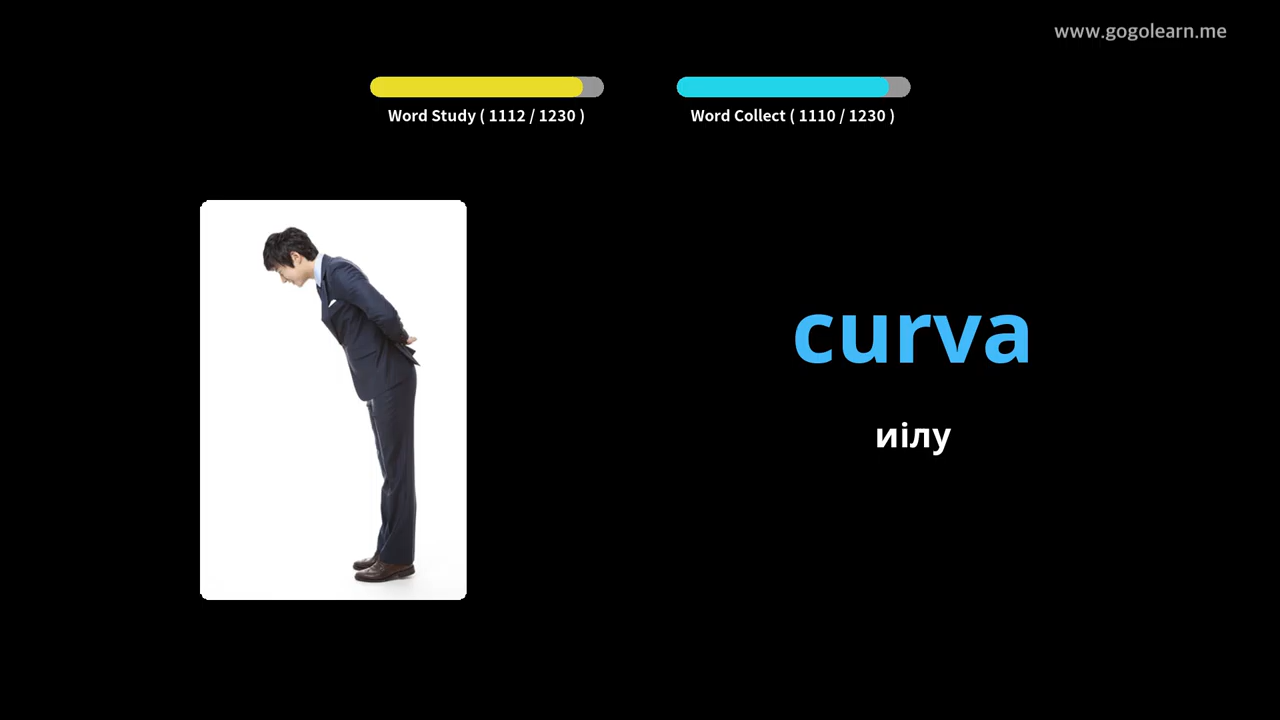 www.gogolearn.me
Word Study ( 1112 / 1230 )
Word Collect ( 1110 / 1230 )
curva
иілу